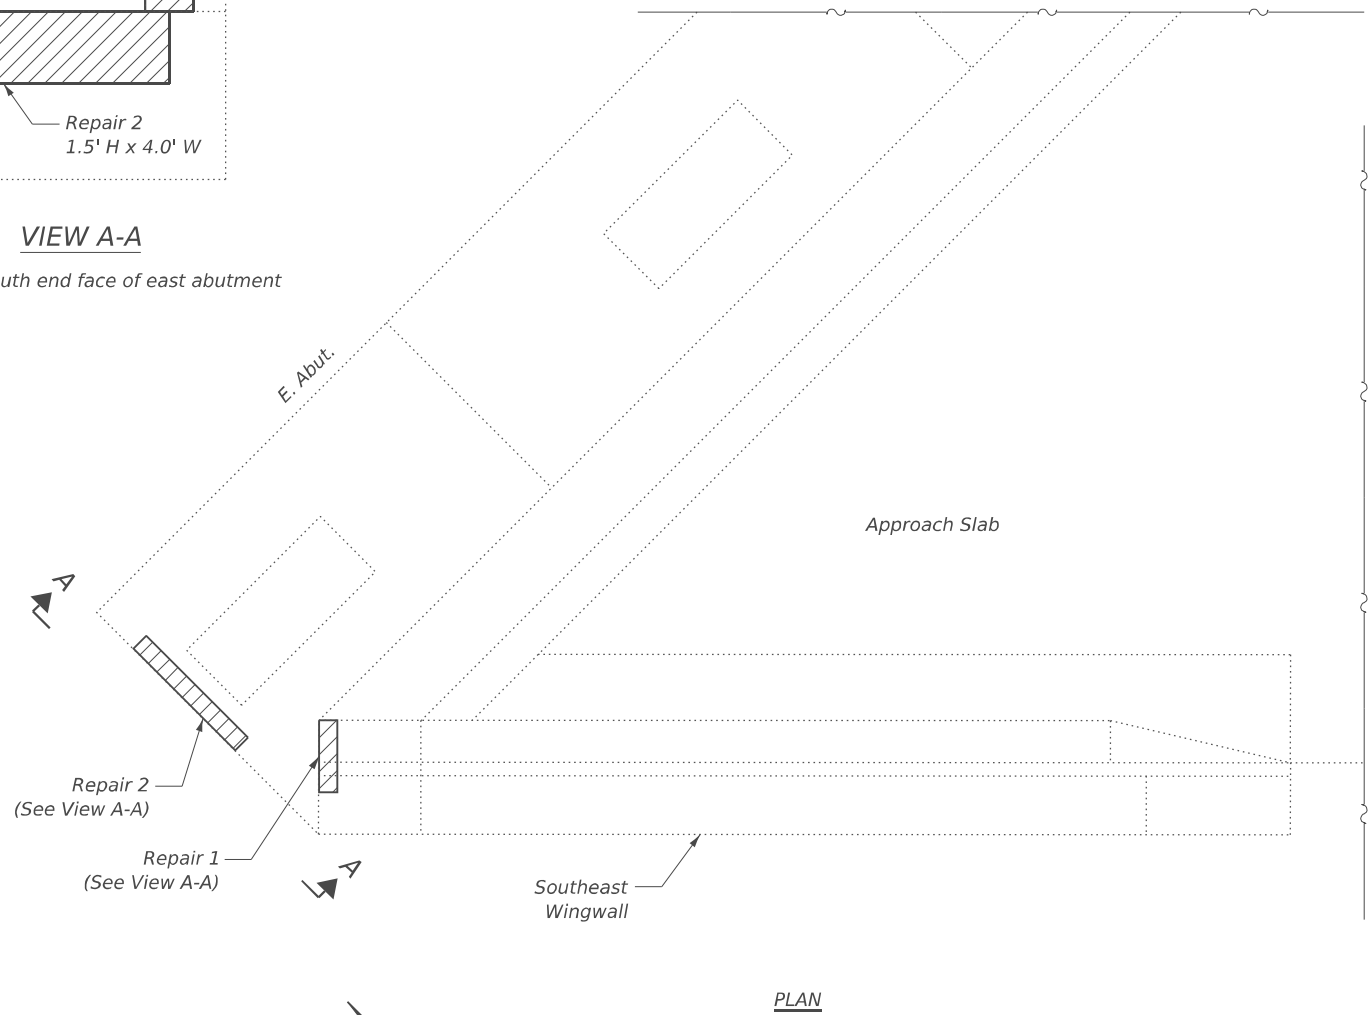 Repair 2
1.5' H x 4.0' W
VIEW A-A
uth end face of east abutment
E. Abut.
Approach Slab
A
Repair 2
(See View A-A)
Repair 1
(See View A-A)
A
Southeast
Wingwall
PLAN